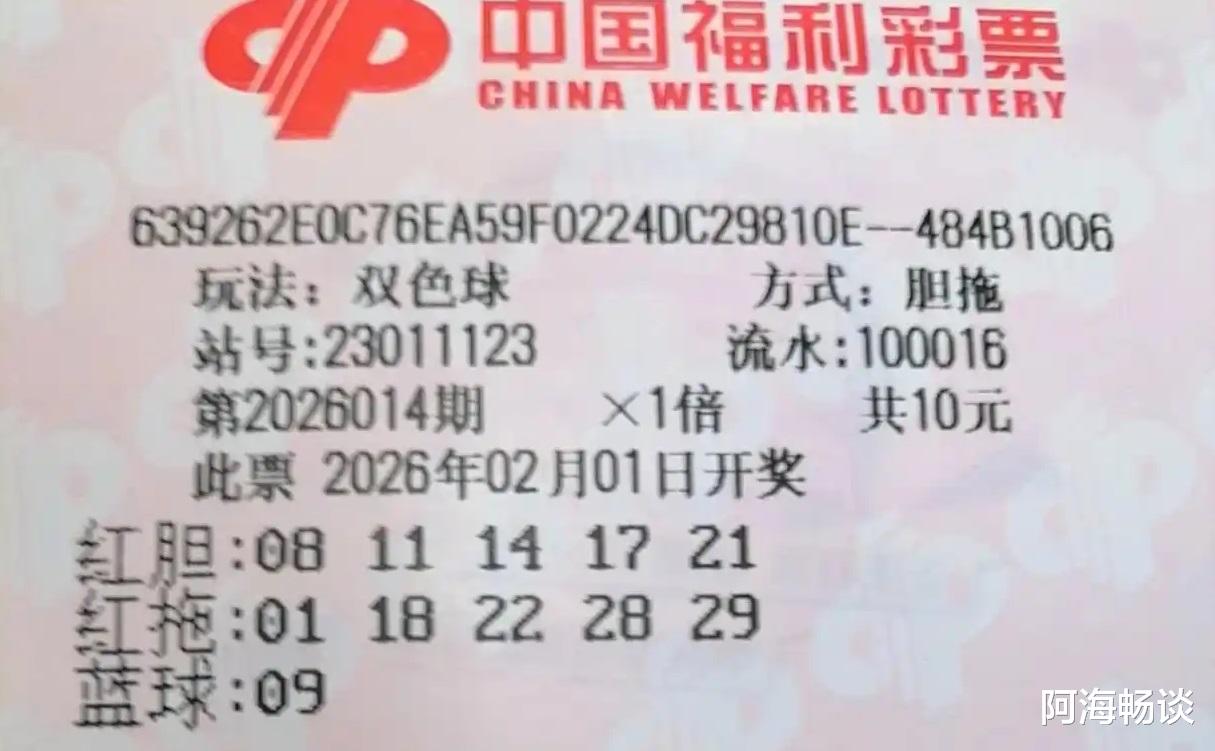 中国福利彩票
CHINA WELFARE LOTTERY
639262E0C76EA59F0224DC29810E--484B1006
玩法：双色球 方式：胆拖
站号:23011123 流水:100016
第2026014期 ×1倍 共10元
此票 2026年02月01日开奖
红胆:08 11 14 17 21
红拖:01 18 22 28 29
蓝球:09
阿海畅谈